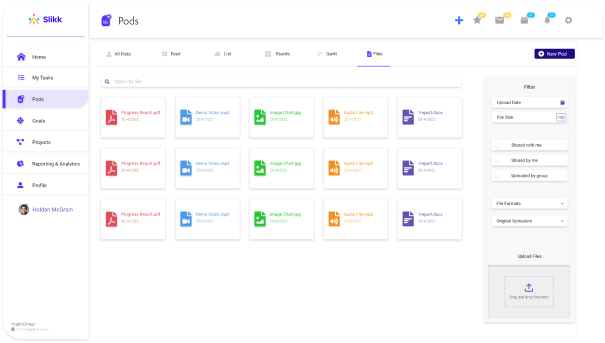 Slikk
Pods
Home
My Tasks
Pods
Goals
Projects
Reporting & Analytics
Profile
Holden McGroin
All Pods
Feed
List
Boards
Gantt
Files
New Pod
Search for files
Progress Report.pdf
Demo Video.mp4
Image Chart.jpg
Audio File.mp3
Report.docx
Progress Report.pdf
Demo Video.mp4
Image Chart.jpg
Audio File.mp3
Report.docx
Progress Report.pdf
Demo Video.mp4
Image Chart.jpg
Audio File.mp3
Report.docx
Filter
Upload Date
File Size
Shared with me
Shared by me
Uploaded by group
File Formats
Original Uploaders
Upload Files
Drag and drop files here